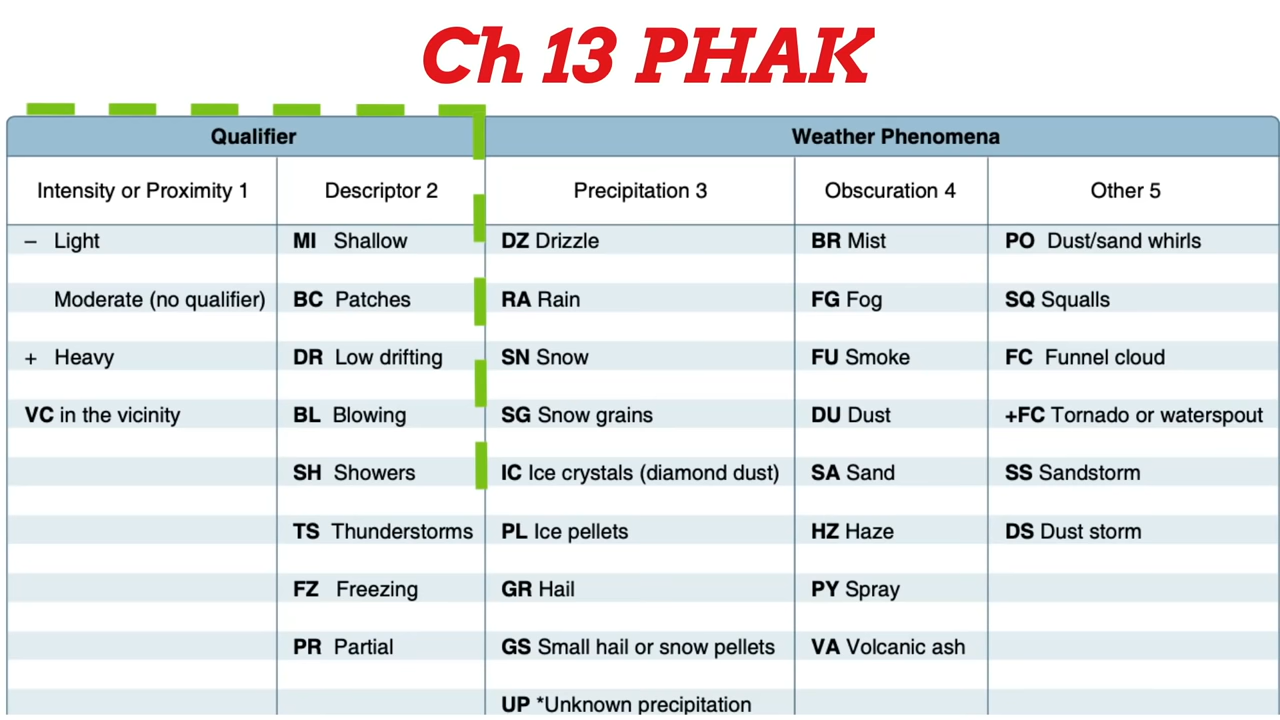 Ch 13 PHAK
Qualifier Weather Phenomena
Intensity or Proximity 1 Descriptor 2 Precipitation 3 Obscuration 4 Other 5
– Light MI Shallow DZ Drizzle BR Mist PO Dust/sand whirls
Moderate (no qualifier) BC Patches RA Rain FG Fog SQ Squalls
+ Heavy DR Low drifting SN Snow FU Smoke FC Funnel cloud
VC in the vicinity BL Blowing SG Snow grains DU Dust +FC Tornado or waterspout
SH Showers IC Ice crystals (diamond dust) SA Sand SS Sandstorm
TS Thunderstorms PL Ice pellets HZ Haze DS Dust storm
FZ Freezing GR Hail PY Spray
PR Partial GS Small hail or snow pellets VA Volcanic ash
UP *Unknown precipitation